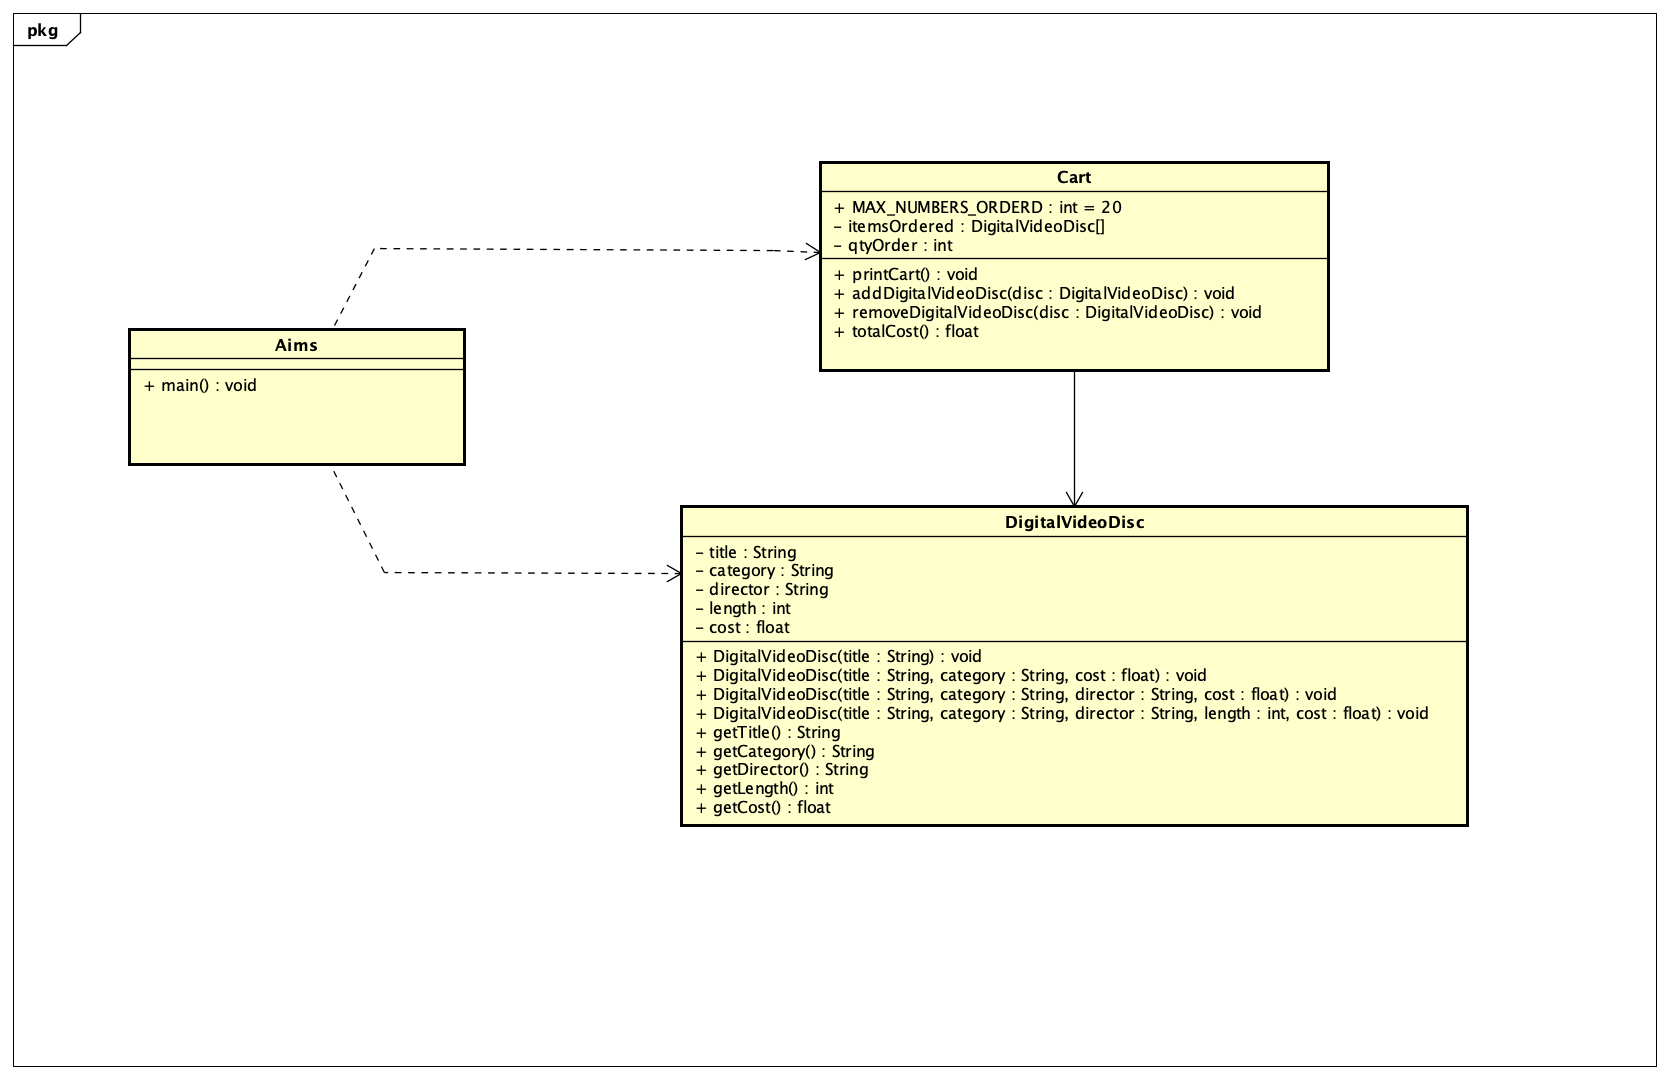 pkg
Cart
+ MAX_NUMBERS_ORDERD : int = 20
- itemsOrdered : DigitalVideoDisc[]
- qtyOrder : int
+ printCart() : void
+ addDigitalVideoDisc(disc : DigitalVideoDisc) : void
+ removeDigitalVideoDisc(disc : DigitalVideoDisc) : void
+ totalCost() : float
Aims
+ main() : void
DigitalVideoDisc
- title : String
- category : String
- director : String
- length : int
- cost : float
+ DigitalVideoDisc(title : String) : void
+ DigitalVideoDisc(title : String, category : String, cost : float) : void
+ DigitalVideoDisc(title : String, category : String, director : String, cost : float) : void
+ DigitalVideoDisc(title : String, category : String, director : String, length : int, cost : float) : void
+ getTitle() : String
+ getCategory() : String
+ getDirector() : String
+ getLength() : int
+ getCost() : float